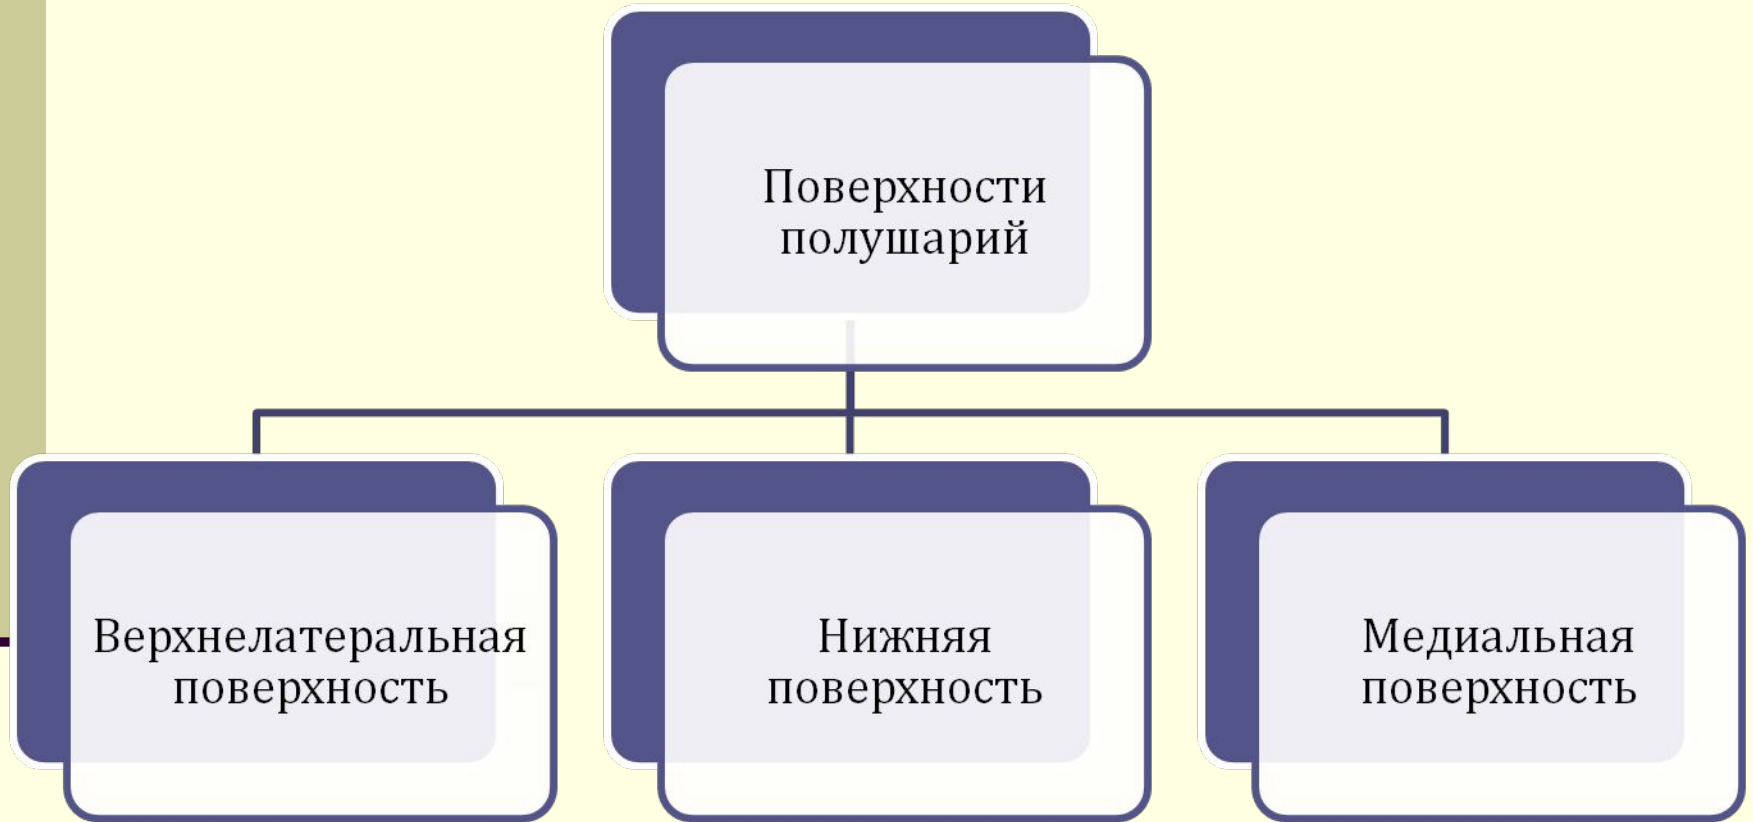 Поверхности
полушарий
Верхнелатеральная
поверхность
Нижняя
поверхность
Медиальная
поверхность